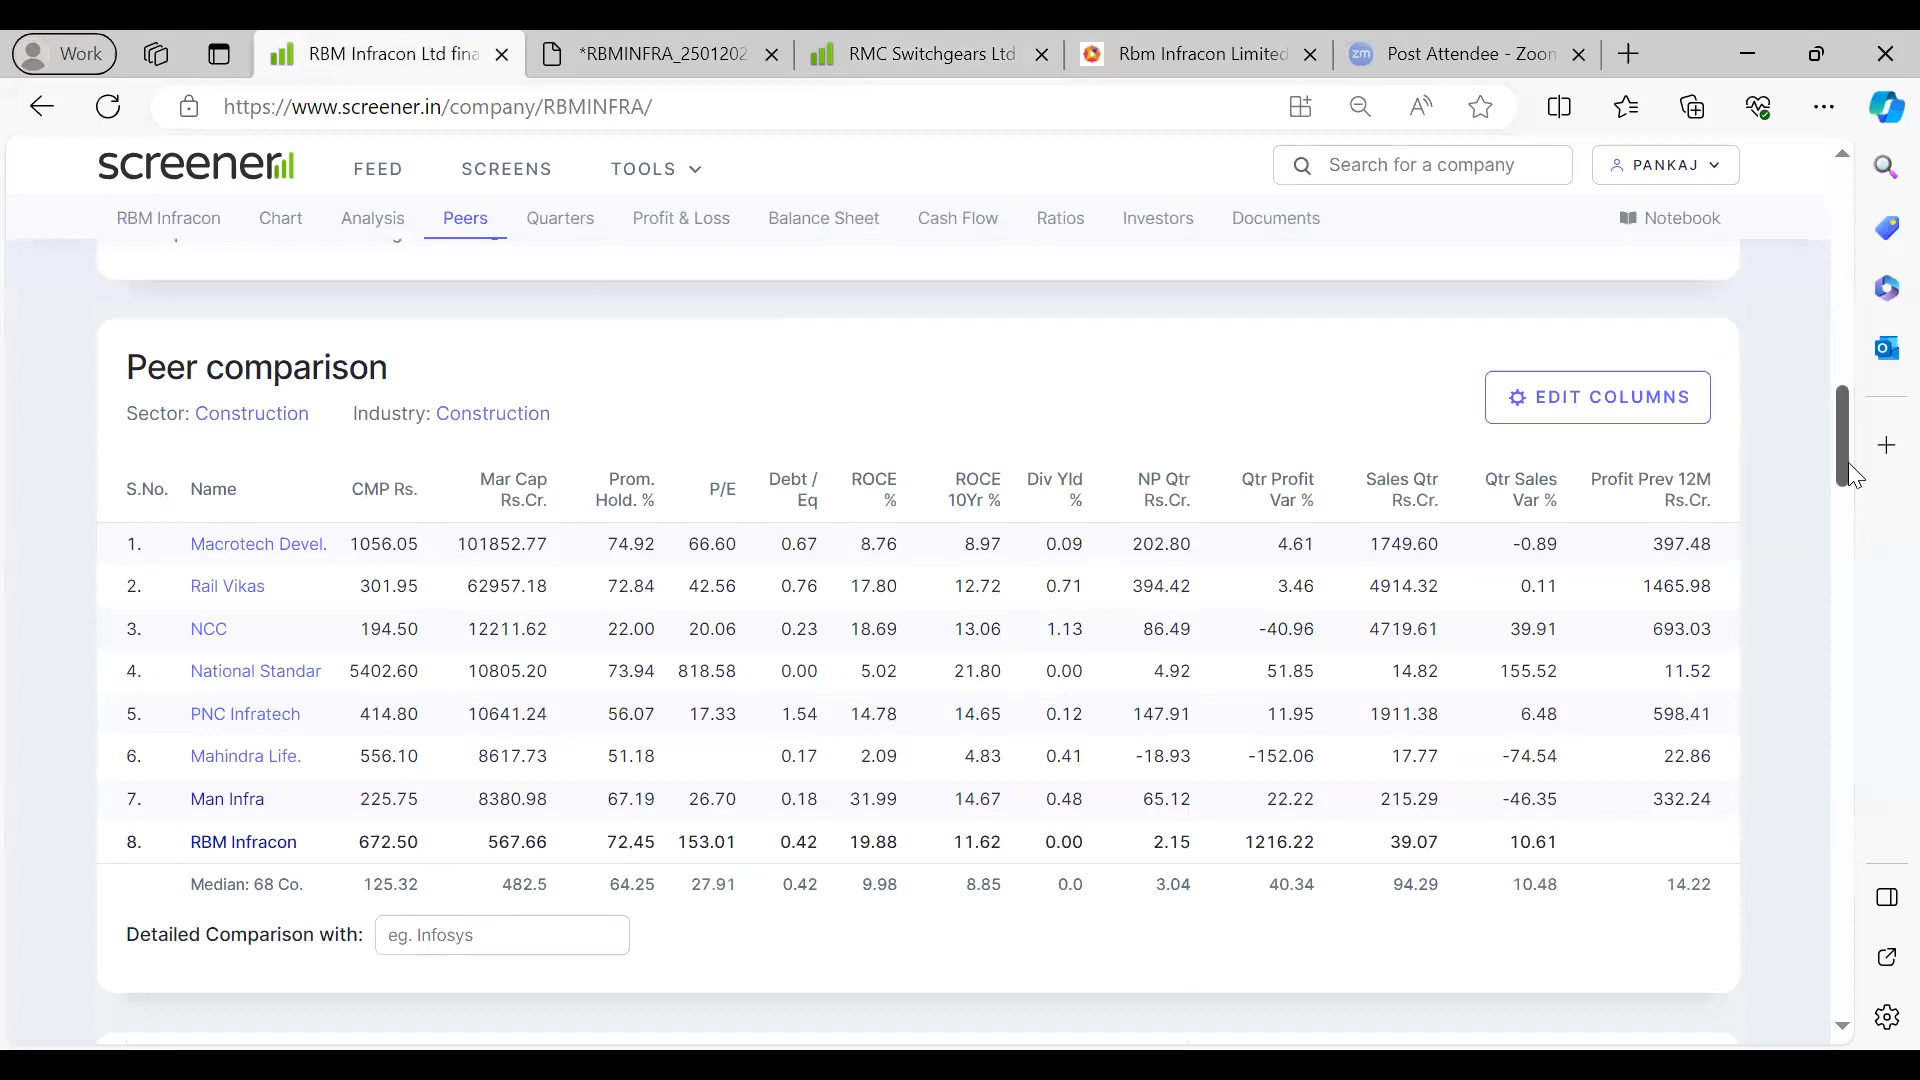 Work
RBM Infracon Ltd fina
*RBMINFRA_2501202
RMC Switchgears Ltd
Rbm Infracon Limited
zm
Post Attendee - Zoon
https://www.screener.in/company/RBMINFRA/
screener
FEED
SCREENS
TOOLS
Search for a company
PANKAJ
RBM Infracon
Chart
Analysis
Peers
Quarters
Profit & Loss
Balance Sheet
Cash Flow
Ratios
Investors
Documents
Notebook
Peer comparison
Sector: Construction Industry: Construction
EDIT COLUMNS
S.No. Name CMP Rs. Mar Cap Rs.Cr. Prom. Hold. % P/E Debt / Eq ROCE % ROCE 10Yr % Div Yld % NP Qtr Rs.Cr. Qtr Profit Var % Sales Qtr Rs.Cr. Qtr Sales Var % Profit Prev 12M Rs.Cr.
1. Macrotech Devel. 1056.05 101852.77 74.92 66.60 0.67 8.76 8.97 0.09 202.80 4.61 1749.60 -0.89 397.48
2. Rail Vikas 301.95 62957.18 72.84 42.56 0.76 17.80 12.72 0.71 394.42 3.46 4914.32 0.11 1465.98
3. NCC 194.50 12211.62 22.00 20.06 0.23 18.69 13.06 1.13 86.49 -40.96 4719.61 39.91 693.03
4. National Standar 5402.60 10805.20 73.94 818.58 0.00 5.02 21.80 0.00 4.92 51.85 14.82 155.52 11.52
5. PNC Infratech 414.80 10641.24 56.07 17.33 1.54 14.78 14.65 0.12 147.91 11.95 1911.38 6.48 598.41
6. Mahindra Life. 556.10 8617.73 51.18 0.17 2.09 4.83 0.41 -18.93 -152.06 17.77 -74.54 22.86
7. Man Infra 225.75 8380.98 67.19 26.70 0.18 31.99 14.67 0.48 65.12 22.22 215.29 -46.35 332.24
8. RBM Infracon 672.50 567.66 72.45 153.01 0.42 19.88 11.62 0.00 2.15 1216.22 39.07 10.61
Median: 68 Co. 125.32 482.5 64.25 27.91 0.42 9.98 8.85 0.0 3.04 40.34 94.29 10.48 14.22
Detailed Comparison with: eg. Infosys